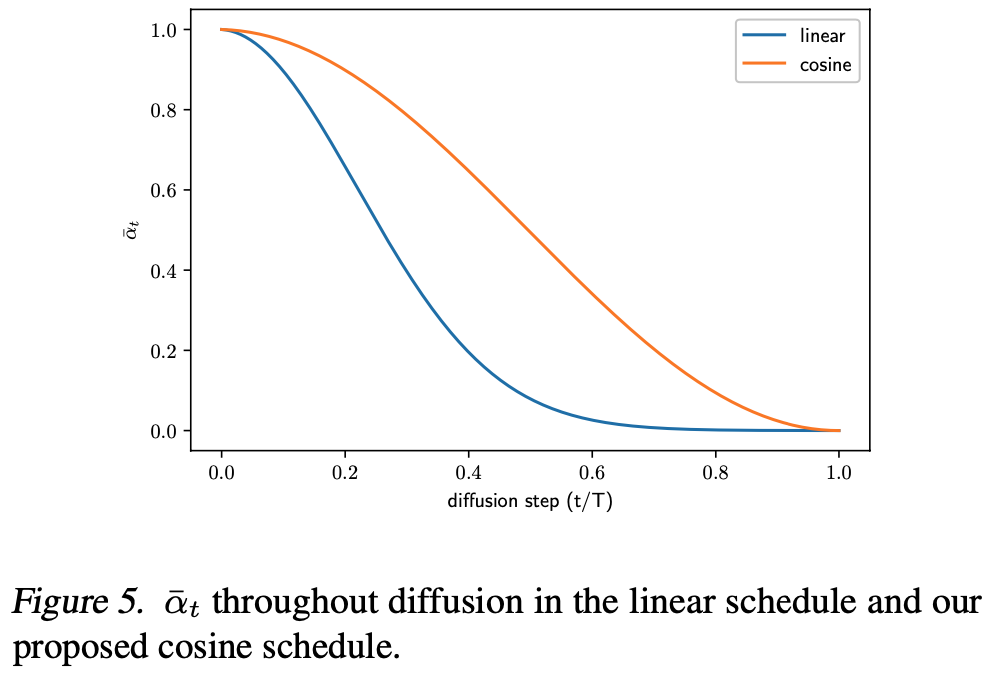 1.0
0.8
0.6
0.4
0.2
0.0
ᾱₜ
0.0 0.2 0.4 0.6 0.8 1.0
diffusion step (t/T)
linear
cosine
Figure 5. ᾱₜ throughout diffusion in the linear schedule and our
proposed cosine schedule.